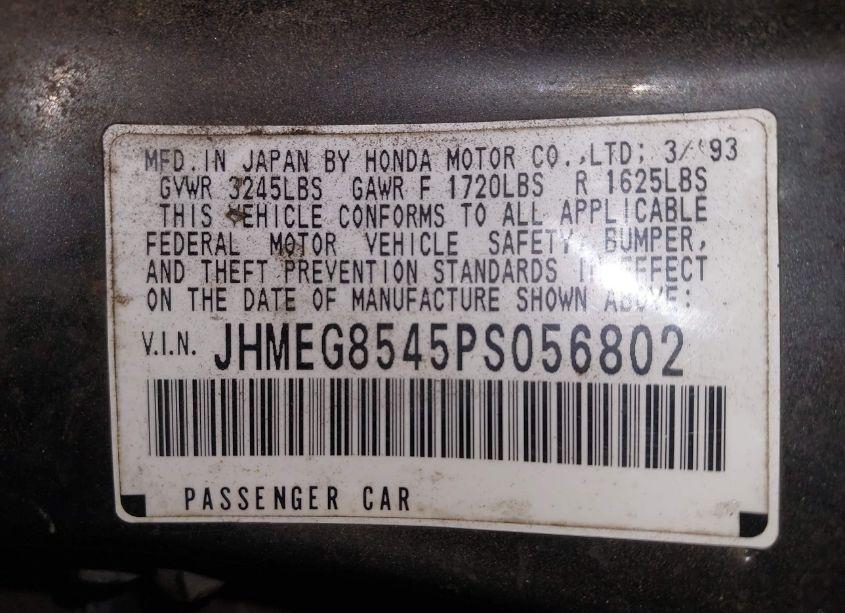 MFD. IN JAPAN BY HONDA MOTOR CO., LTD; 3/'93
GVWR 3245LBS GAWR F 1720LBS R 1625LBS
THIS VEHICLE CONFORMS TO ALL APPLICABLE
FEDERAL MOTOR VEHICLE SAFETY, BUMPER,
AND THEFT PREVENTION STANDARDS IN EFFECT
ON THE DATE OF MANUFACTURE SHOWN ABOVE:
V.I.N. JHMEG8545PS056802
PASSENGER CAR